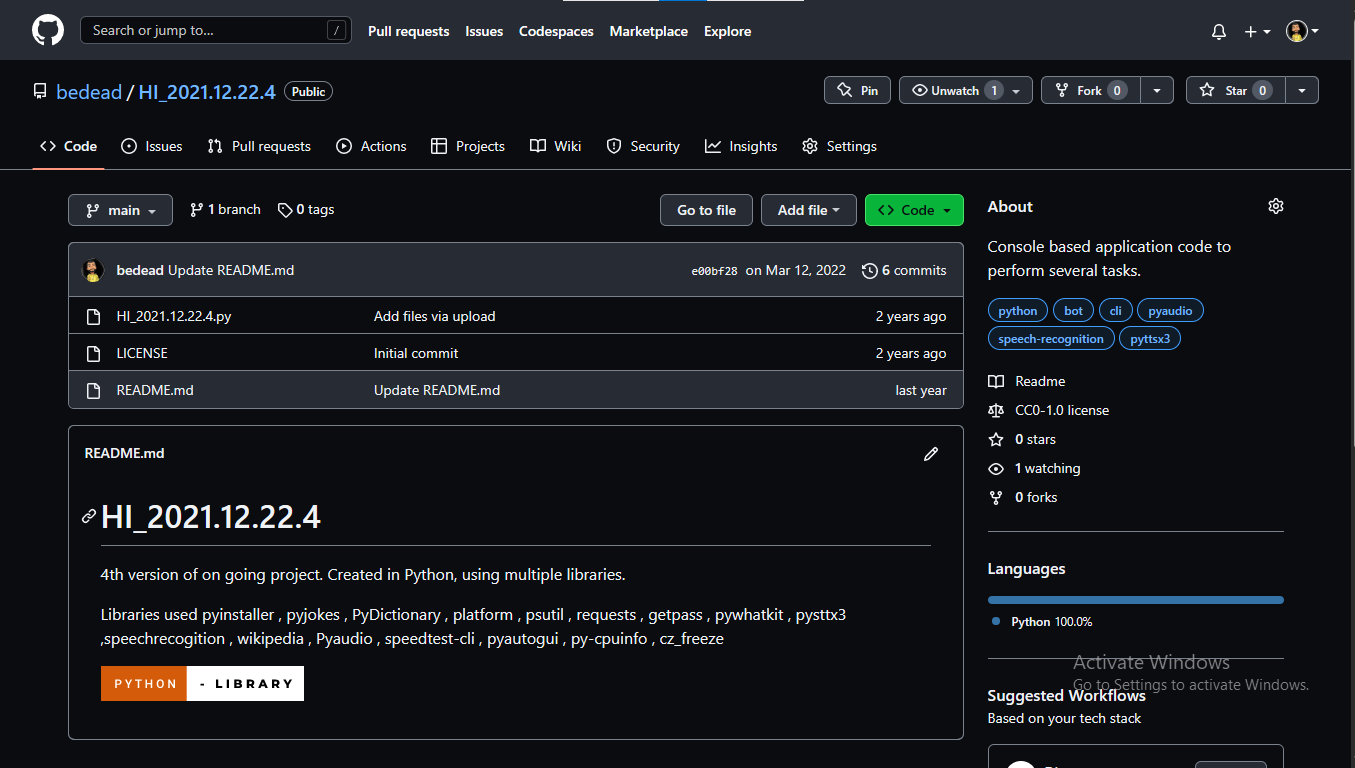 Search or jump to... /
Pull requests Issues Codespaces Marketplace Explore
bedead / HI_2021.12.22.4 Public
Pin Unwatch 1 Fork 0 Star 0
Code Issues Pull requests Actions Projects Wiki Security Insights Settings
main 1 branch 0 tags Go to file Add file Code
bedead Update README.md e00bf28 on Mar 12, 2022 6 commits
HI_2021.12.22.4.py Add files via upload 2 years ago
LICENSE Initial commit 2 years ago
README.md Update README.md last year
README.md
HI_2021.12.22.4
4th version of on going project. Created in Python, using multiple libraries.
Libraries used pyinstaller , pyjokes , PyDictionary , platform , psutil , requests , getpass , pywhatkit , pysttx3
,speechrecogition , wikipedia , Pyaudio , speedtest-cli , pyautogui , py-cpuinfo , cz_freeze
PYTHON - LIBRARY
About
Console based application code to
perform several tasks.
python bot cli pyaudio
speech-recognition pyttsx3
Readme
CC0-1.0 license
0 stars
1 watching
0 forks
Languages
Python 100.0%
Activate Windows
Go to Settings to activate Windows.
Suggested Workflows
Based on your tech stack